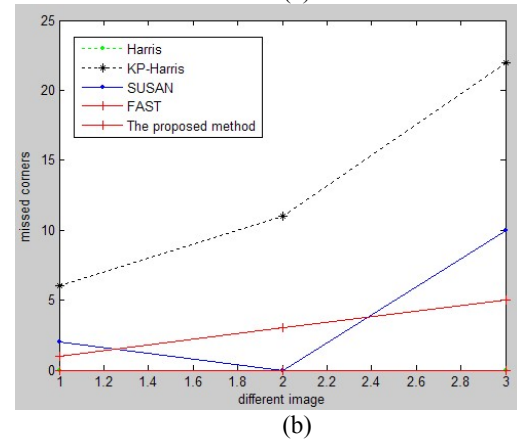 25
20
15
10
5
0
missed corners
Harris
KP-Harris
SUSAN
FAST
The proposed method
1 1.2 1.4 1.6 1.8 2 2.2 2.4 2.6 2.8 3
different image
(b)